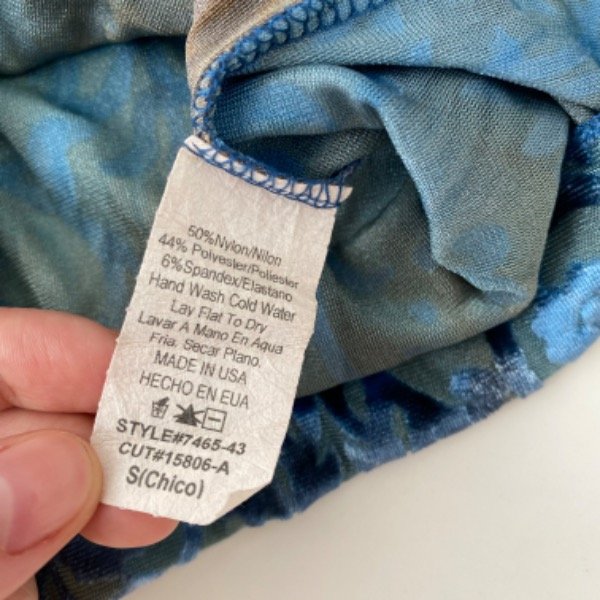 50%Nylon/Nilon
44% Polyester/Poliester
6%Spandex/Elastano
Hand Wash Cold Water
Lay Flat To Dry
Lavar A Mano En Aqua
Fria. Secar Plano.
MADE IN USA
HECHO EN EUA
STYLE#7465-43
CUT#15806-A
S(Chico)